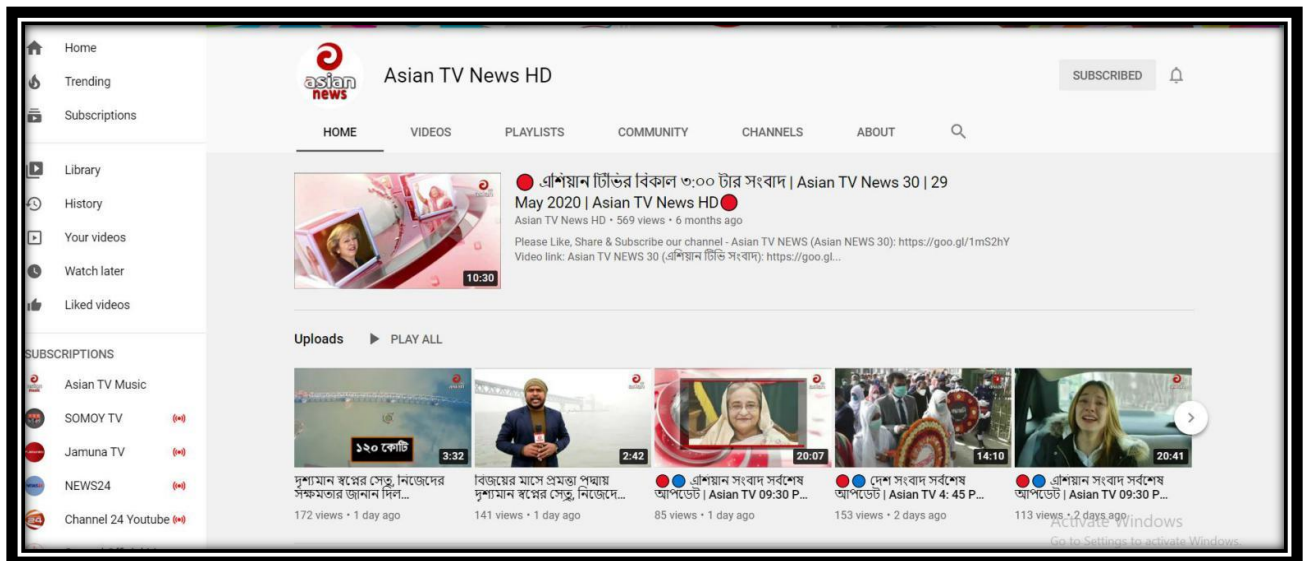 Home
Trending
Subscriptions
Library
History
Your videos
Watch later
Liked videos
SUBSCRIPTIONS
Asian TV Music
SOMOY TV
Jamuna TV
NEWS24
Channel 24 Youtube
asian
news
Asian TV News HD
SUBSCRIBED
HOME VIDEOS PLAYLISTS COMMUNITY CHANNELS ABOUT
10:30
🔴 এশিয়ান টিভির বিকাল ৩:০০ টার সংবাদ | Asian TV News 30 | 29
May 2020 | Asian TV News HD🔴
Asian TV News HD • 569 views • 6 months ago
Please Like, Share & Subscribe our channel - Asian TV NEWS (Asian NEWS 30): https://goo.gl/1mS2hY
Video link: Asian TV NEWS 30 (এশিয়ান টিভি সংবাদ): https://goo.gl...
Uploads PLAY ALL
১২০ কোটি
3:32
দৃশ্যমান স্বপ্নের সেতু, নিজেদের
সক্ষমতার জানান দিল...
172 views • 1 day ago
2:42
বিজয়ের মাসে প্রমত্তা পদ্মায়
দৃশ্যমান স্বপ্নের সেতু, নিজেদে...
141 views • 1 day ago
20:07
🔴🔵 এশিয়ান সংবাদ সর্বশেষ
আপডেট | Asian TV 09:30 P...
85 views • 1 day ago
14:10
🔴🔵 দেশ সংবাদ সর্বশেষ
আপডেট | Asian TV 4: 45 P...
153 views • 2 days ago
20:41
🔴🔵 এশিয়ান সংবাদ সর্বশেষ
আপডেট | Asian TV 09:30 P...
113 views • 2 days ago
Activate Windows
Go to Settings to activate Windows.